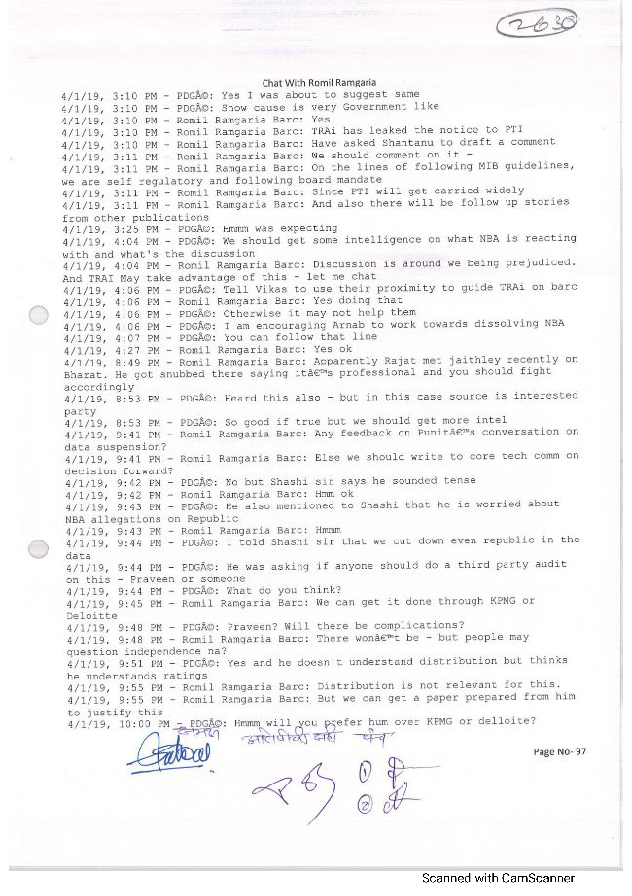 2630
Chat With Romil Ramgaria
4/1/19, 3:10 PM - PDGÂ©: Yes I was about to suggest same
4/1/19, 3:10 PM - PDGÂ©: Show cause is very Government like
4/1/19, 3:10 PM - Romil Ramgaria Barc: Yes
4/1/19, 3:10 PM - Romil Ramgaria Barc: TRAi has leaked the notice to PTI
4/1/19, 3:10 PM - Romil Ramgaria Barc: Have asked Shantanu to draft a comment
4/1/19, 3:11 PM - Romil Ramgaria Barc: We should comment on it -
4/1/19, 3:11 PM - Romil Ramgaria Barc: On the lines of following MIB guidelines,
we are self regulatory and following board mandate
4/1/19, 3:11 PM - Romil Ramgaria Barc: Since PTI will get carried widely
4/1/19, 3:11 PM - Romil Ramgaria Barc: And also there will be follow up stories
from other publications
4/1/19, 3:25 PM - PDGÂ©: Hmmm was expecting
4/1/19, 4:04 PM - PDGÂ©: We should get some intelligence on what NBA is reacting
with and what's the discussion
4/1/19, 4:04 PM - Romil Ramgaria Barc: Discussion is around we being prejudiced.
And TRAI May take advantage of this - let me chat
4/1/19, 4:06 PM - PDGÂ©: Tell Vikas to use their proximity to guide TRAi on barc
4/1/19, 4:06 PM - Romil Ramgaria Barc: Yes doing that
4/1/19, 4:06 PM - PDGÂ©: Otherwise it may not help them
4/1/19, 4:06 PM - PDGÂ©: I am encouraging Arnab to work towards dissolving NBA
4/1/19, 4:07 PM - PDGÂ©: You can follow that line
4/1/19, 4:27 PM - Romil Ramgaria Barc: Yes ok
4/1/19, 8:49 PM - Romil Ramgaria Barc: Apparently Rajat met jaithley recently on
Bharat. He got snubbed there saying itâ€™s professional and you should fight
accordingly
4/1/19, 8:53 PM - PDGÂ©: Heard this also - but in this case source is interested
party
4/1/19, 8:53 PM - PDGÂ©: So good if true but we should get more intel
4/1/19, 9:41 PM - Romil Ramgaria Barc: Any feedback on Punitâ€™s conversation on
data suspension?
4/1/19, 9:41 PM - Romil Ramgaria Barc: Else we should write to core tech comm on
decision forward?
4/1/19, 9:42 PM - PDGÂ©: No but Shashi sir says he sounded tense
4/1/19, 9:42 PM - Romil Ramgaria Barc: Hmm ok
4/1/19, 9:43 PM - PDGÂ©: He also mentioned to Shashi that he is worried about
NBA allegations on Republic
4/1/19, 9:43 PM - Romil Ramgaria Barc: Hmmm
4/1/19, 9:44 PM - PDGÂ©: I told Shashi sir that we cut down even republic in the
data
4/1/19, 9:44 PM - PDGÂ©: He was asking if anyone should do a third party audit
on this - Praveen or someone
4/1/19, 9:44 PM - PDGÂ©: What do you think?
4/1/19, 9:45 PM - Romil Ramgaria Barc: We can get it done through KPNG or
Deloitte
4/1/19, 9:48 PM - PDGÂ©: Praveen? Will there be complications?
4/1/19, 9:48 PM - Romil Ramgaria Barc: There wonâ€™t be - but people may
question independence na?
4/1/19, 9:51 PM - PDGÂ©: Yes and he doesn't understand distribution but thinks
he understands ratings
4/1/19, 9:55 PM - Romil Ramgaria Barc: Distribution is not relevant for this.
4/1/19, 9:55 PM - Romil Ramgaria Barc: But we can get a paper prepared from him
to justify this
4/1/19, 10:00 PM - PDGÂ©: Hmmm will you prefer hum over KPMG or delloite?
पंच
Page No- 97
1
2
Scanned with CamScanner